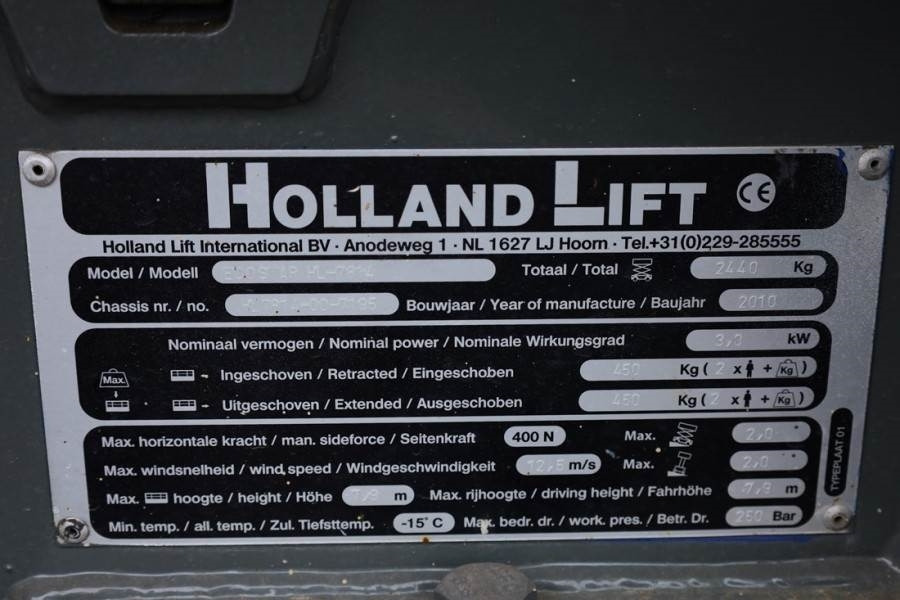 HOLLAND LIFT CE
Holland Lift International BV · Anodeweg 1 · NL 1627 LJ Hoorn · Tel.+31(0)229-285555
Model / Modell HL-7814 Totaal / Total 2440 Kg
Chassis nr. / no. Bouwjaar / Year of manufacture / Baujahr 2010
Nominaal vermogen / Nominal power / Nominale Wirkungsgrad 3,0 kW
Max. Ingeschoven / Retracted / Eingeschoben 450 Kg ( 2 x + Kg )
Uitgeschoven / Extended / Ausgeschoben 450 Kg ( 2 x + Kg )
Max. horizontale kracht / man. sideforce / Seitenkraft 400 N Max. 2,0
Max. windsnelheid / wind speed / Windgeschwindigkeit 12,5 m/s Max. 2,0
Max. hoogte / height / Höhe 7,9 m Max. rijhoogte / driving height / Fahrhöhe 7,9 m
Min. temp. / all. temp. / Zul. Tiefsttemp. -15° C Max. bedr. dr. / work. pres. / Betr. Dr. 250 Bar
TYPEPLAAT 01